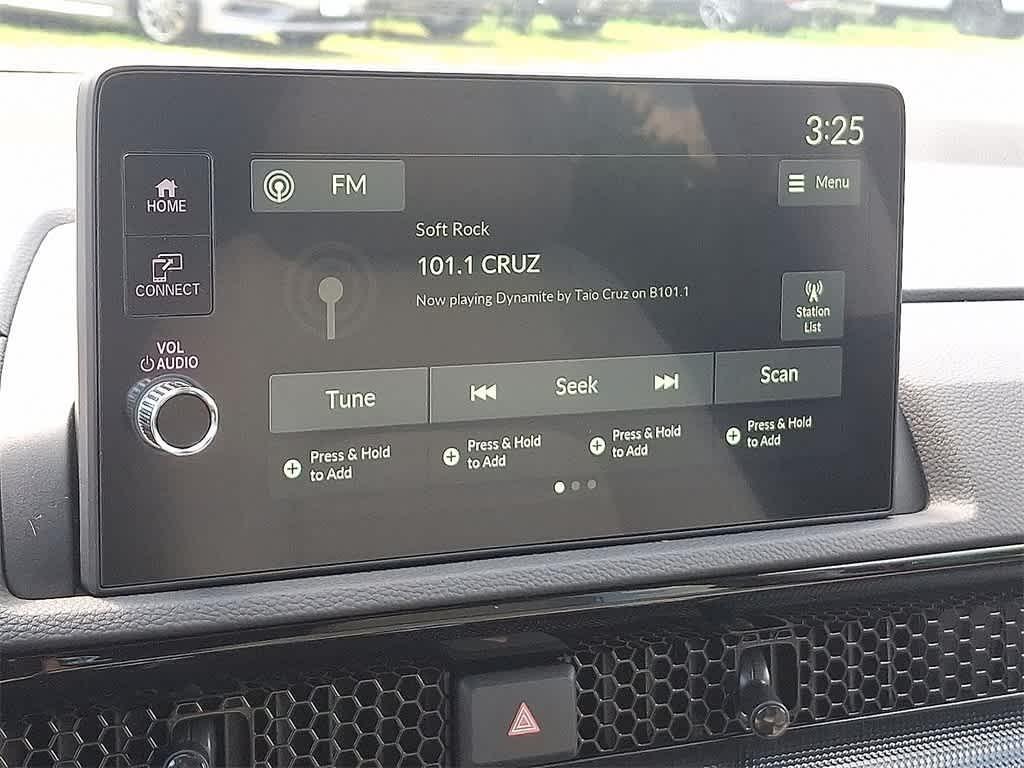 3:25
HOME
FM
Menu
Soft Rock
101.1 CRUZ
CONNECT
Now playing Dynamite by Taio Cruz on B101.1
Station
List
VOL
AUDIO
Tune
Seek
Scan
Press & Hold
to Add
Press & Hold
to Add
Press & Hold
to Add
Press & Hold
to Add